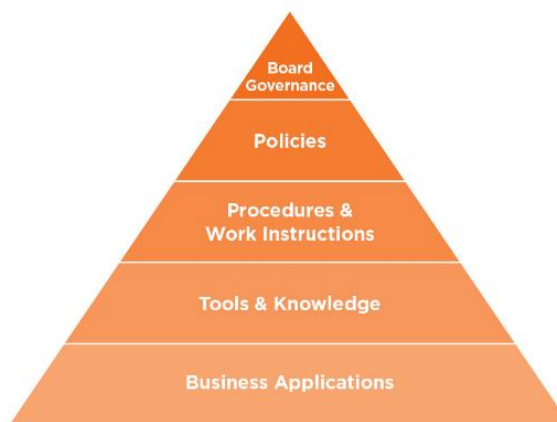 Board
Governance
Policies
Procedures &
Work Instructions
Tools & Knowledge
Business Applications